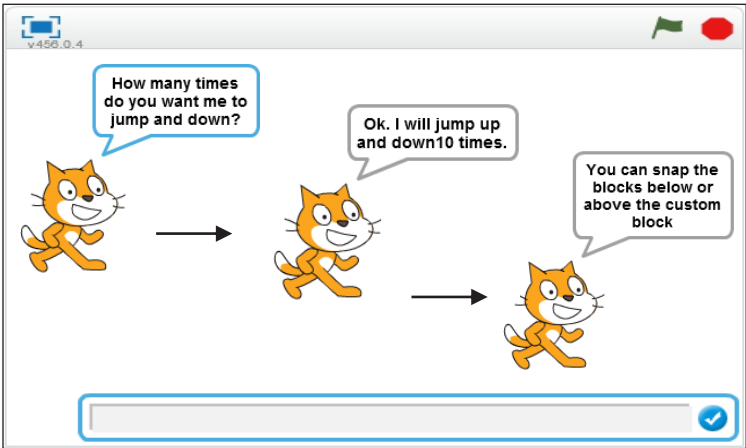 v456.0.4
How many times
do you want me to
jump and down?
Ok. I will jump up
and down10 times.
You can snap the
blocks below or
above the custom
block